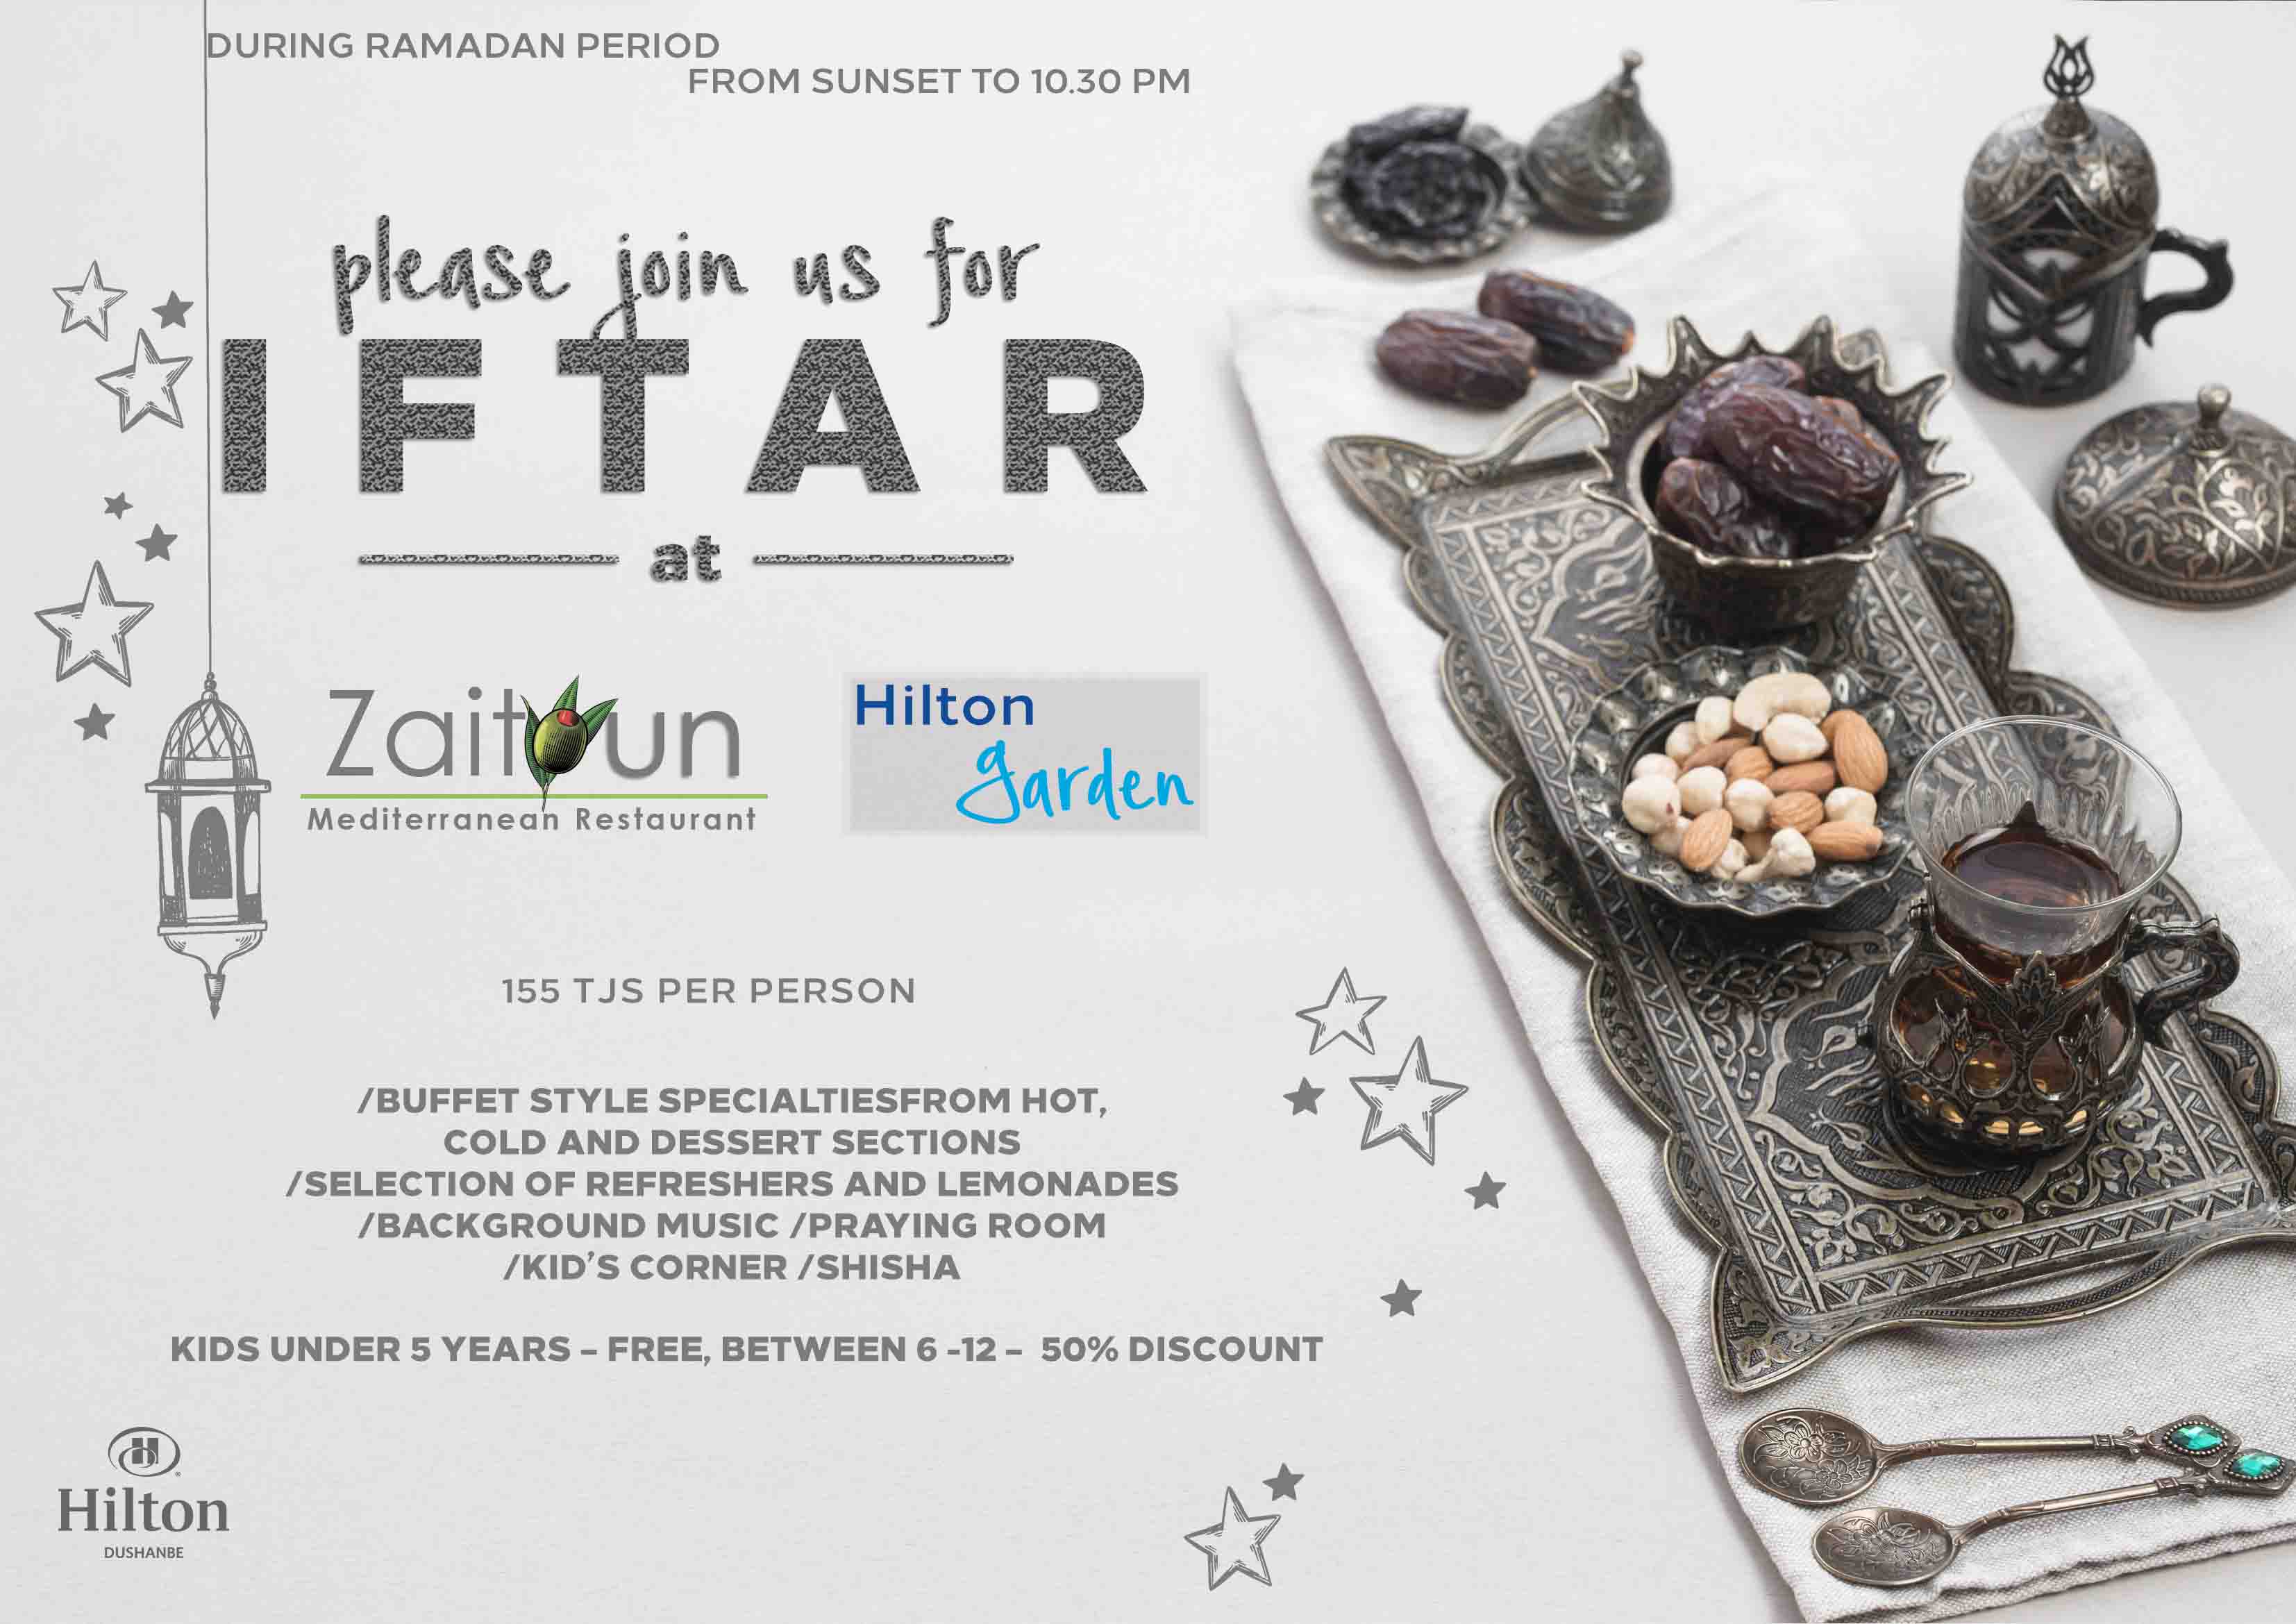 DURING RAMADAN PERIOD
FROM SUNSET TO 10.30 PM
please join us for
IFTAR
at
Zaitoun
Mediterranean Restaurant
Hilton
garden
155 TJS PER PERSON
/BUFFET STYLE SPECIALTIESFROM HOT,
COLD AND DESSERT SECTIONS
/SELECTION OF REFRESHERS AND LEMONADES
/BACKGROUND MUSIC /PRAYING ROOM
/KID'S CORNER /SHISHA
KIDS UNDER 5 YEARS – FREE, BETWEEN 6 -12 – 50% DISCOUNT
H
Hilton
DUSHANBE